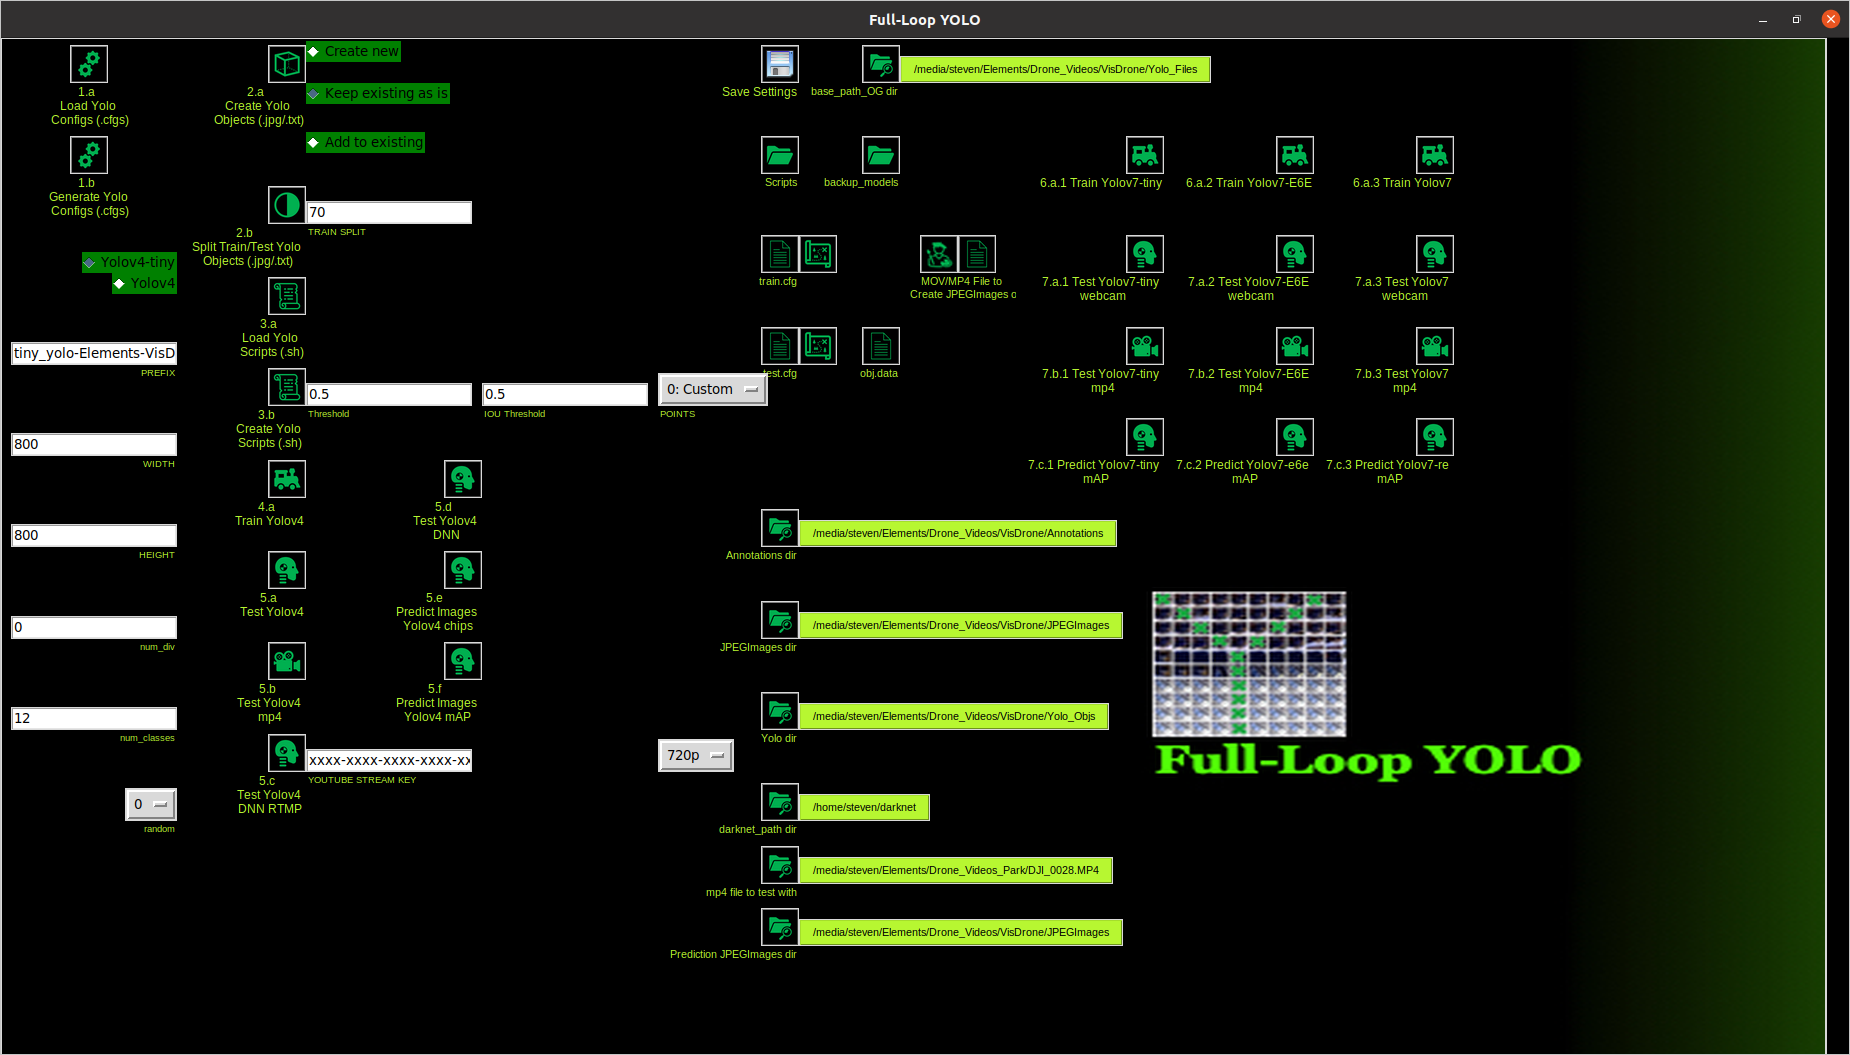 Full-Loop YOLO
1.a
Load Yolo
Configs (.cfgs)
1.b
Generate Yolo
Configs (.cfgs)
Yolov4-tiny
Yolov4
tiny_yolo-Elements-VisD
PREFIX
800
WIDTH
800
HEIGHT
0
num_div
12
num_classes
0
random
2.a
Create Yolo
Objects (.jpg/.txt)
Create new
Keep existing as is
Add to existing
2.b
Split Train/Test Yolo
Objects (.jpg/.txt)
70
TRAIN SPLIT
3.a
Load Yolo
Scripts (.sh)
3.b
Create Yolo
Scripts (.sh)
0.5
Threshold
0.5
IOU Threshold
0: Custom
POINTS
4.a
Train Yolov4
5.a
Test Yolov4
5.b
Test Yolov4
mp4
5.c
Test Yolov4
DNN RTMP
xxxx-xxxx-xxxx-xxxx-xx
YOUTUBE STREAM KEY
5.d
Test Yolov4
DNN
5.e
Predict Images
Yolov4 chips
5.f
Predict Images
Yolov4 mAP
720p
Save Settings
base_path_OG dir
/media/steven/Elements/Drone_Videos/VisDrone/Yolo_Files
Scripts
backup_models
train.cfg
MOV/MP4 File to
Create JPEGImages o
test.cfg
obj.data
6.a.1 Train Yolov7-tiny
6.a.2 Train Yolov7-E6E
6.a.3 Train Yolov7
7.a.1 Test Yolov7-tiny
webcam
7.a.2 Test Yolov7-E6E
webcam
7.a.3 Test Yolov7
webcam
7.b.1 Test Yolov7-tiny
mp4
7.b.2 Test Yolov7-E6E
mp4
7.b.3 Test Yolov7
mp4
7.c.1 Predict Yolov7-tiny
mAP
7.c.2 Predict Yolov7-e6e
mAP
7.c.3 Predict Yolov7-re
mAP
Annotations dir
/media/steven/Elements/Drone_Videos/VisDrone/Annotations
JPEGImages dir
/media/steven/Elements/Drone_Videos/VisDrone/JPEGImages
Yolo dir
/media/steven/Elements/Drone_Videos/VisDrone/Yolo_Objs
darknet_path dir
/home/steven/darknet
mp4 file to test with
/media/steven/Elements/Drone_Videos_Park/DJI_0028.MP4
Prediction JPEGImages dir
/media/steven/Elements/Drone_Videos/VisDrone/JPEGImages
Full-Loop YOLO